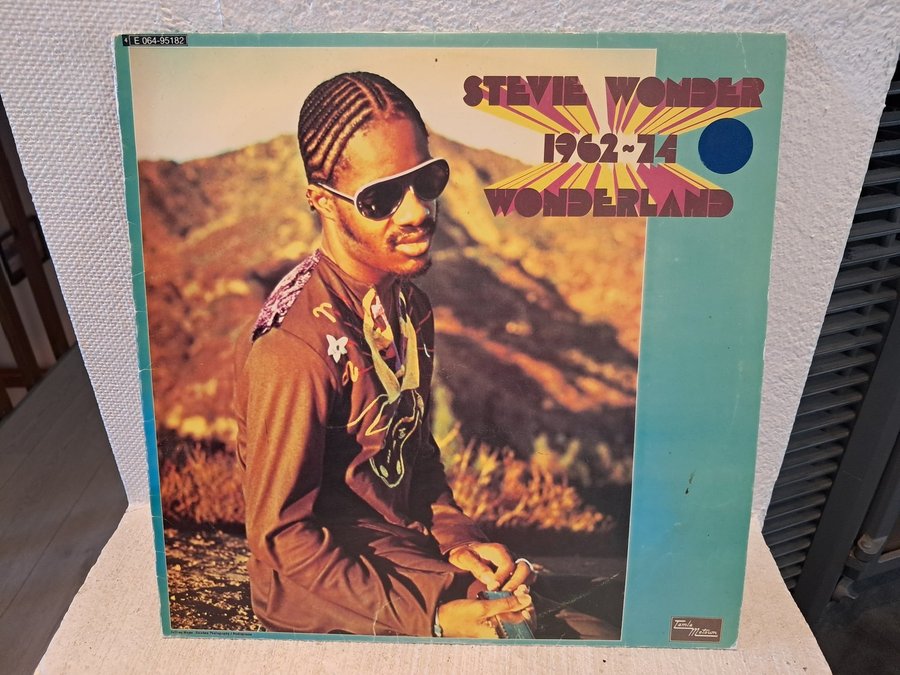 E 064-95182
STEVIE WONDER
1962~74
WONDERLAND
Tamla
Motown